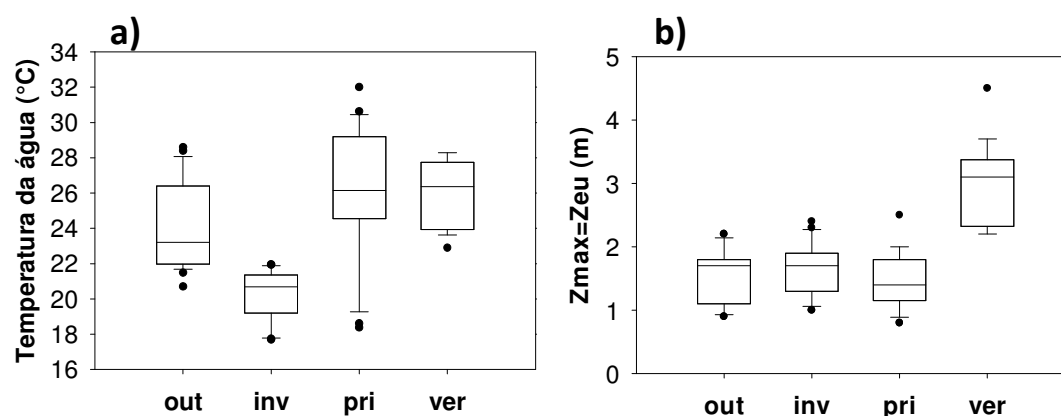 a)
Temperatura da água (°C)
34
32
30
28
26
24
22
20
18
16
out inv pri ver
b)
Zmax=Zeu (m)
5
4
3
2
1
0
out inv pri ver